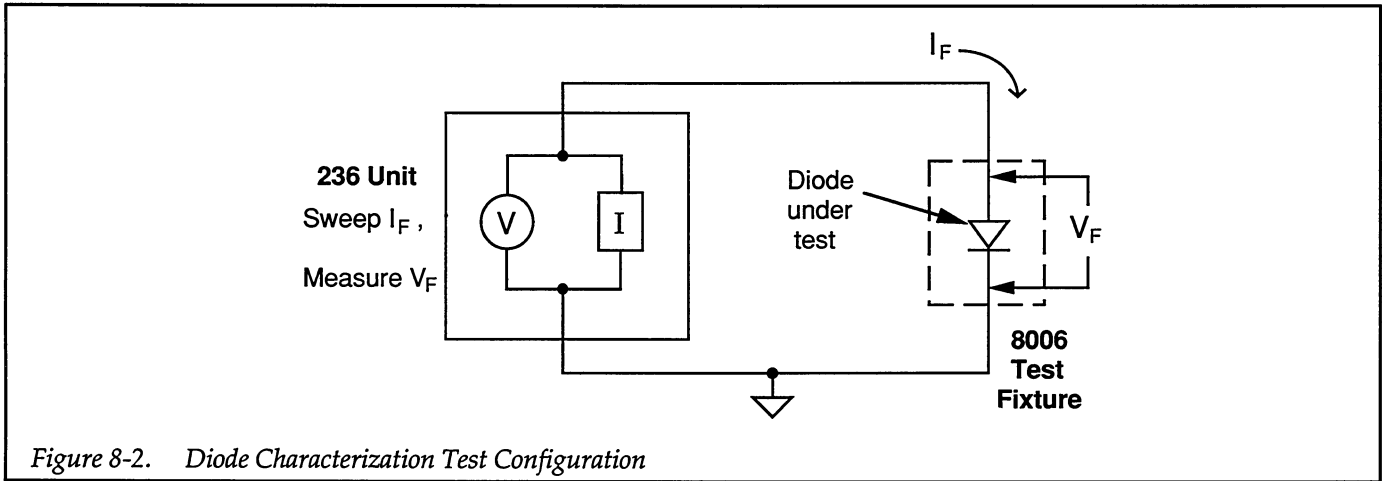 I_F
236 Unit
Sweep I_F ,
Measure V_F
V
I
Diode
under
test
V_F
8006
Test
Fixture
Figure 8-2. Diode Characterization Test Configuration